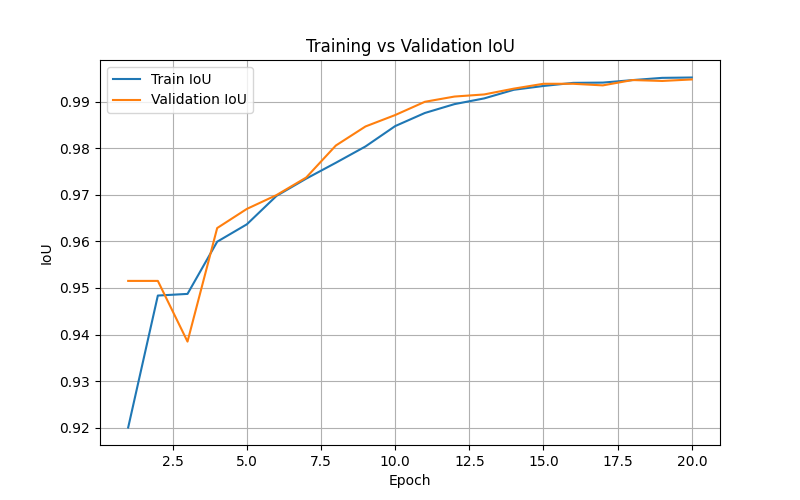 Training vs Validation IoU
Train IoU
Validation IoU
0.99
0.98
0.97
0.96
0.95
0.94
0.93
0.92
IoU
2.5 5.0 7.5 10.0 12.5 15.0 17.5 20.0
Epoch